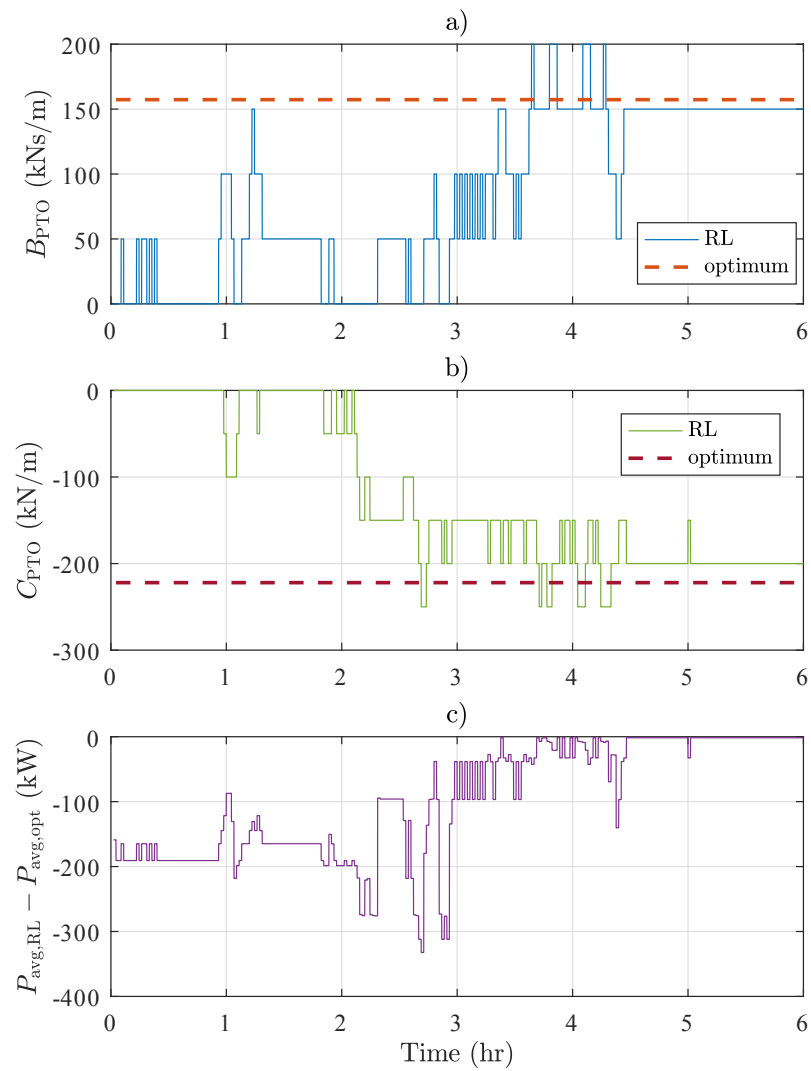 a)
200
150
100
50
0
B_PTO (kNs/m)
RL
optimum
0 1 2 3 4 5 6
b)
0
-100
-200
-300
C_PTO (kN/m)
RL
optimum
0 1 2 3 4 5 6
c)
0
-100
-200
-300
-400
P_avg,RL − P_avg,opt (kW)
0 1 2 3 4 5 6
Time (hr)